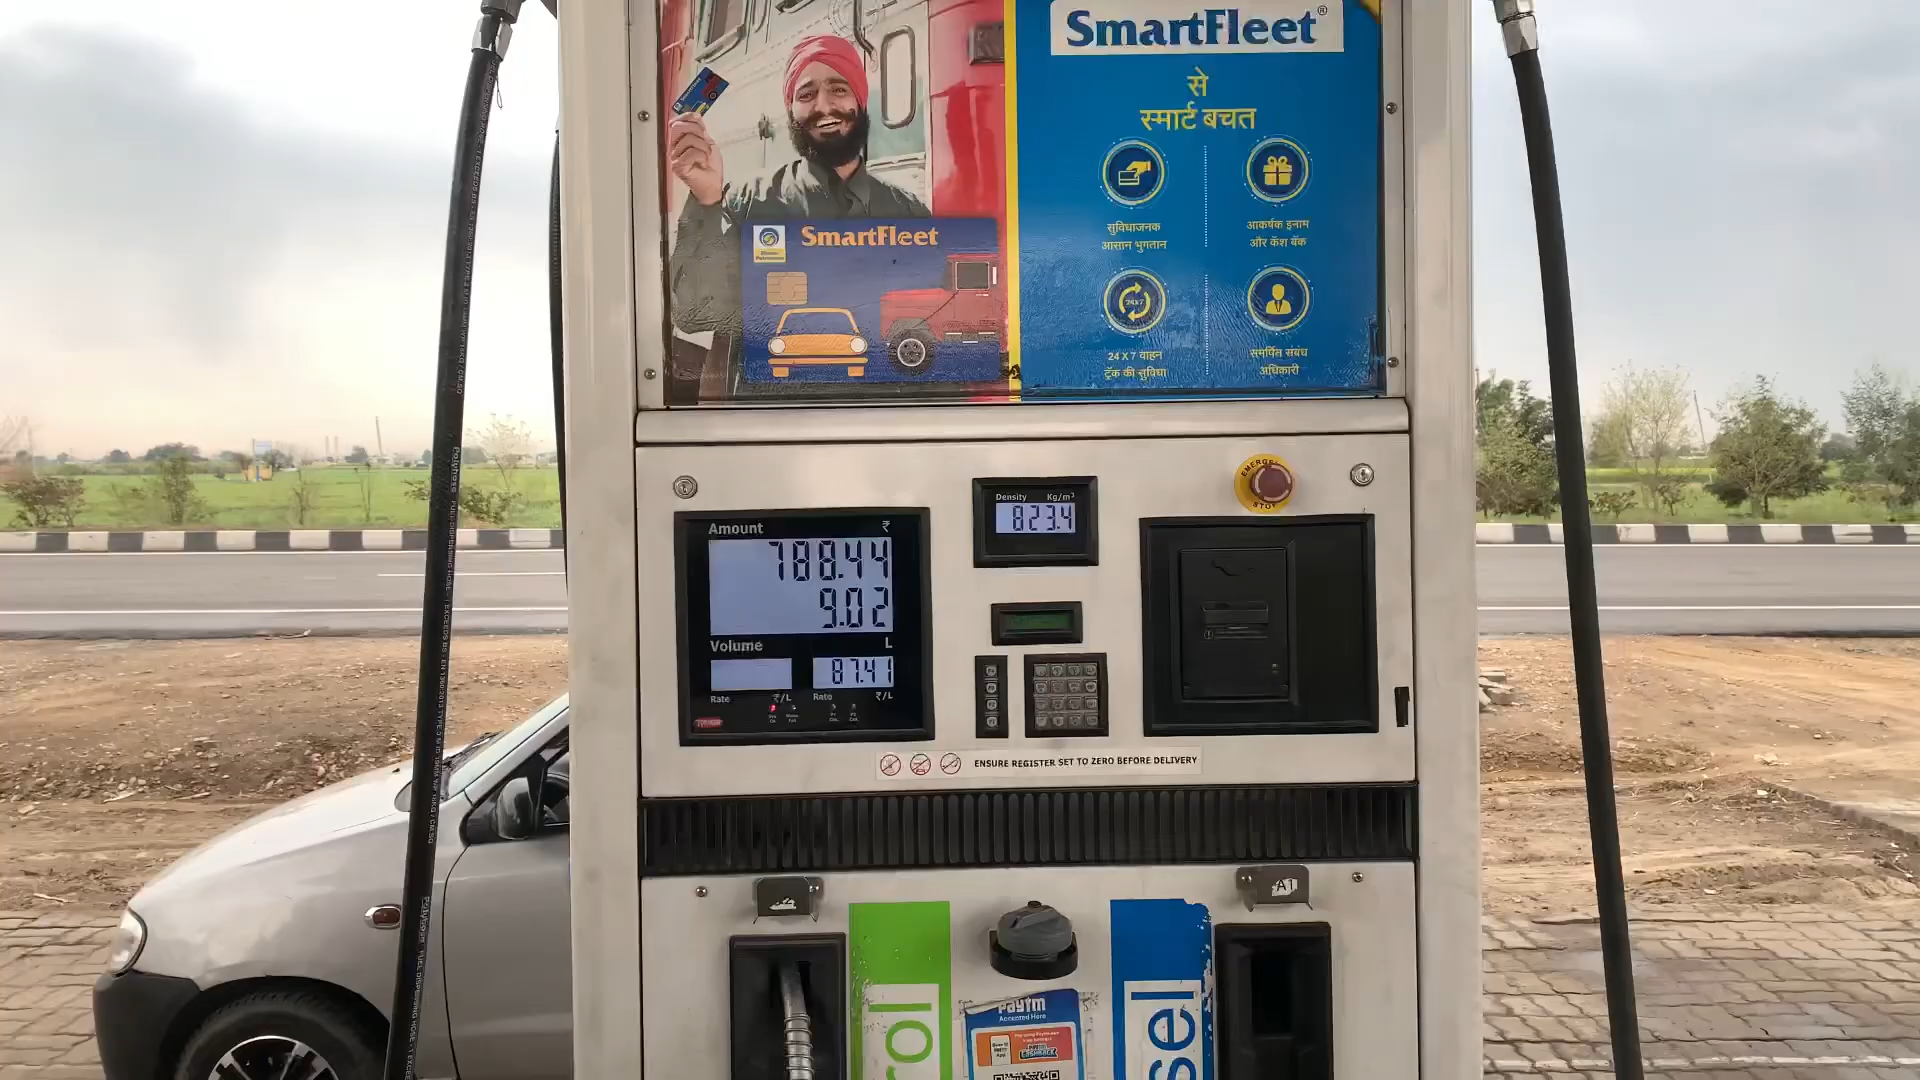 SmartFleet
से
स्मार्ट बचत
सुविधाजनक
आसान भुगतान
आकर्षक इनाम
और कॅश बॅक
24X7
24 X 7 वाहन
ट्रॅक की सुविधा
समर्पित संबंध
अधिकारी
SmartFleet
Amount ₹
788.44
9.02
Volume L
87.41
Rate ₹/L Rate ₹/L
Density Kg/m³
823.4
EMERGE
STOP
ENSURE REGISTER SET TO ZERO BEFORE DELIVERY
A1
rol
sel
Paytm
Accepted Here